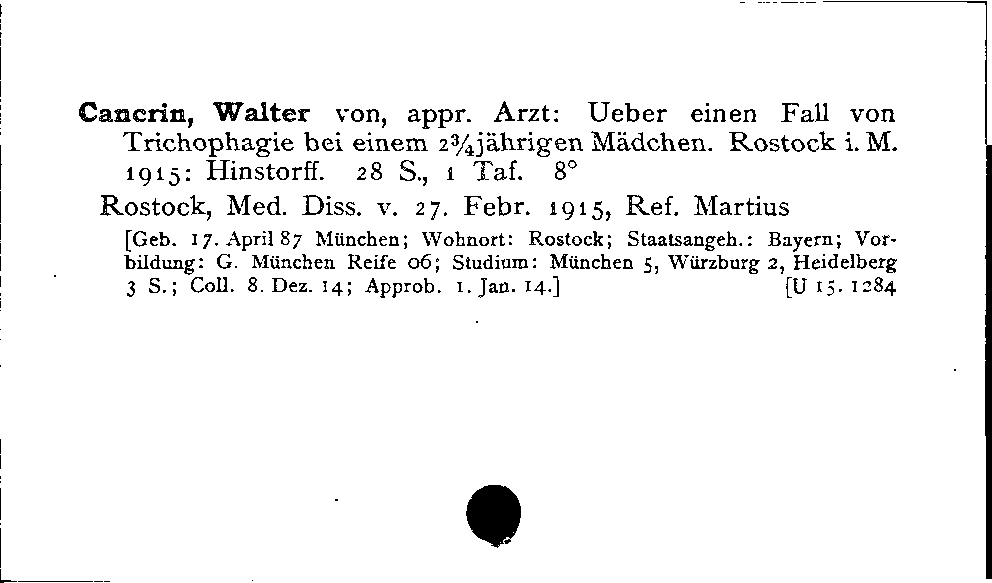 Cancrin, Walter von, appr. Arzt: Ueber einen Fall von
Trichophagie bei einem 2¾jährigen Mädchen. Rostock i. M.
1915: Hinstorff. 28 S., 1 Taf. 8°
Rostock, Med. Diss. v. 27. Febr. 1915, Ref. Martius
[Geb. 17. April 87 München; Wohnort: Rostock; Staatsangeh.: Bayern; Vor-
bildung: G. München Reife 06; Studium: München 5, Würzburg 2, Heidelberg
3 S.; Coll. 8. Dez. 14; Approb. 1. Jan. 14.] [U 15. 1284